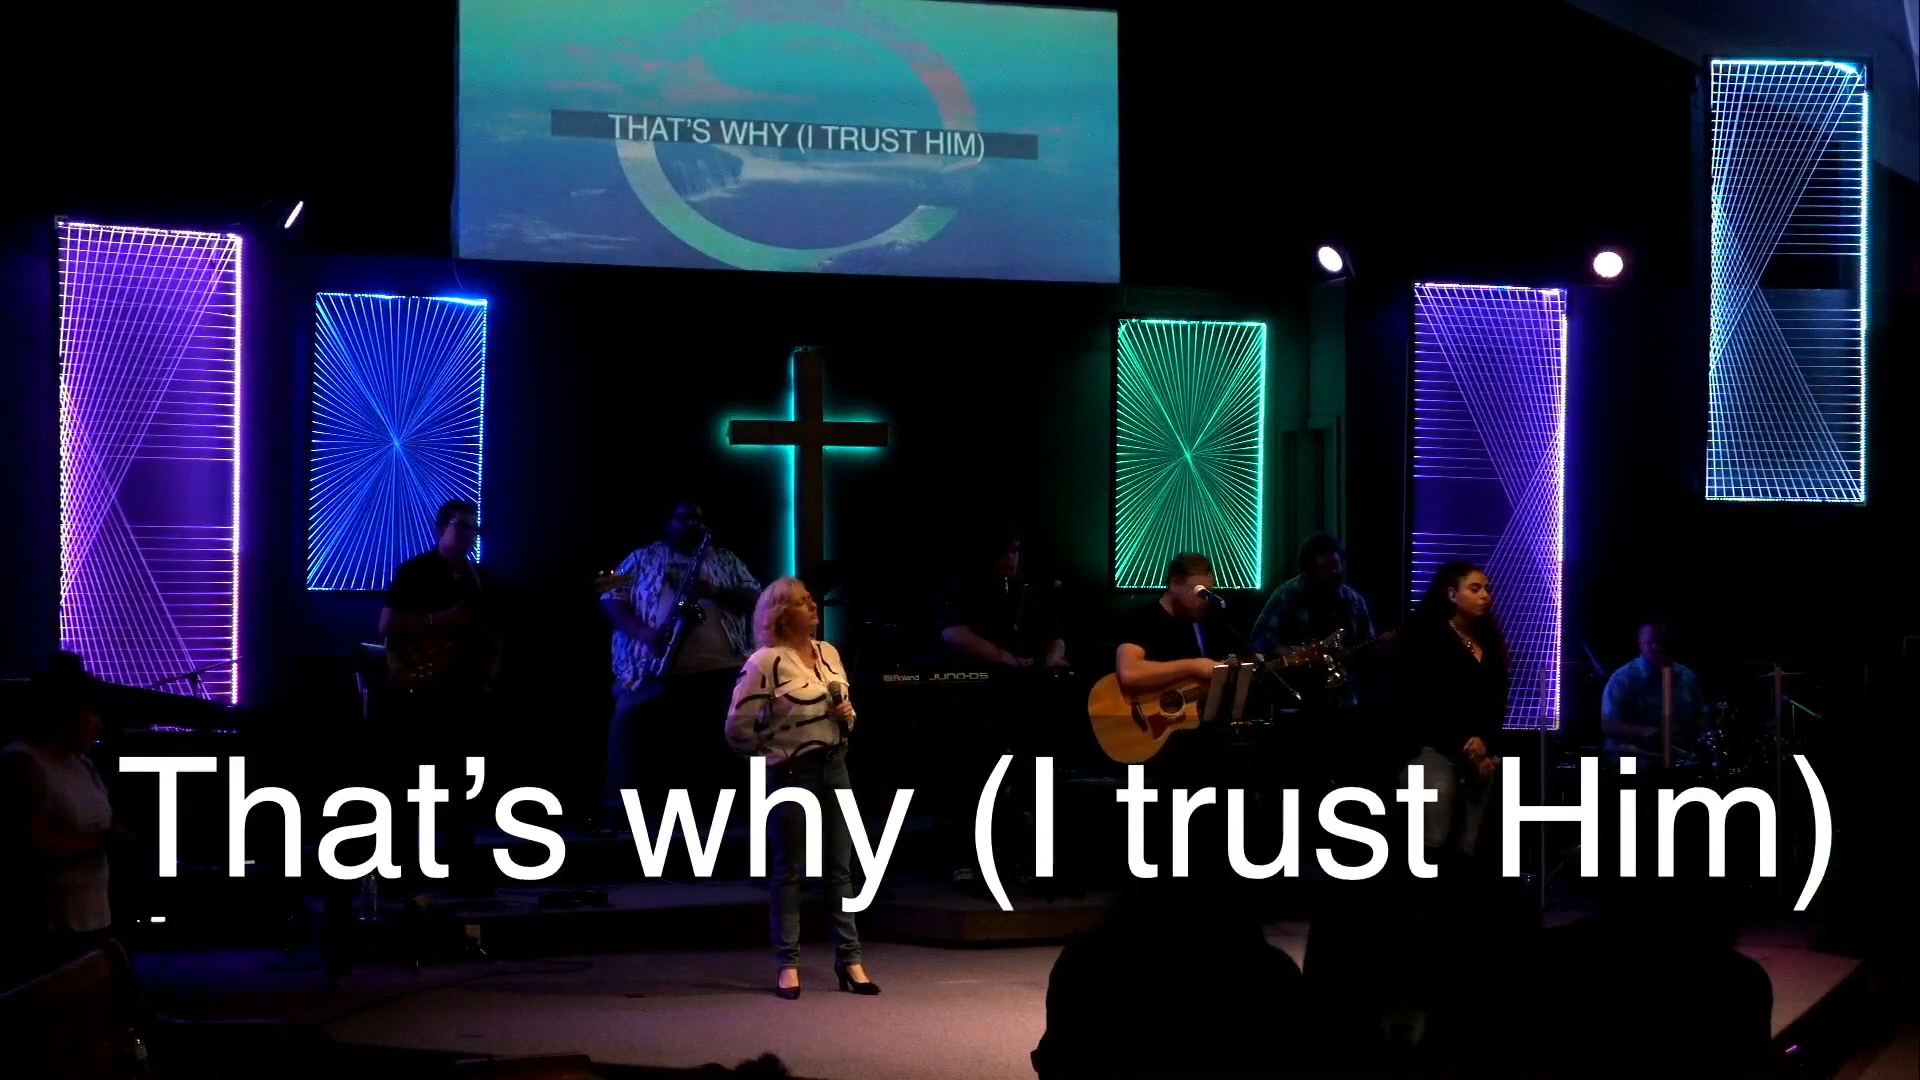 THAT'S WHY (I TRUST HIM)
Roland JUNO-DS
That's why (I trust Him)